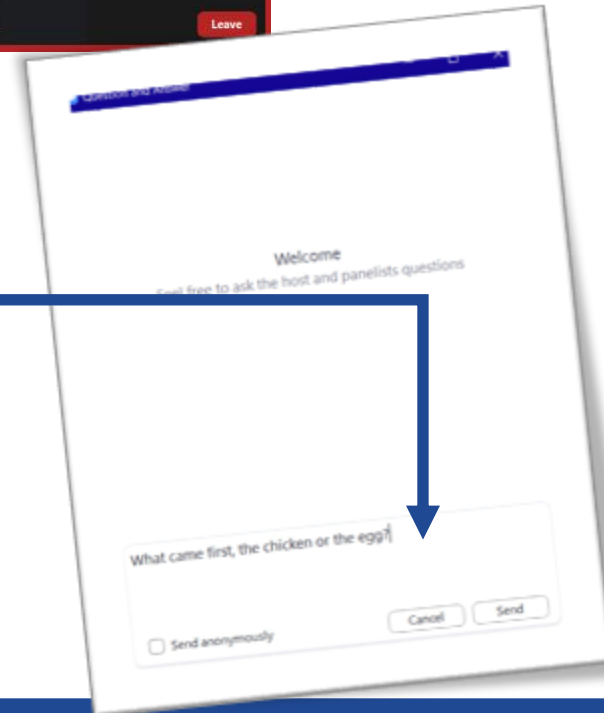 Leave
Question and Answer
Welcome
Feel free to ask the host and panelists questions
What came first, the chicken or the egg?
Send anonymously
Cancel
Send